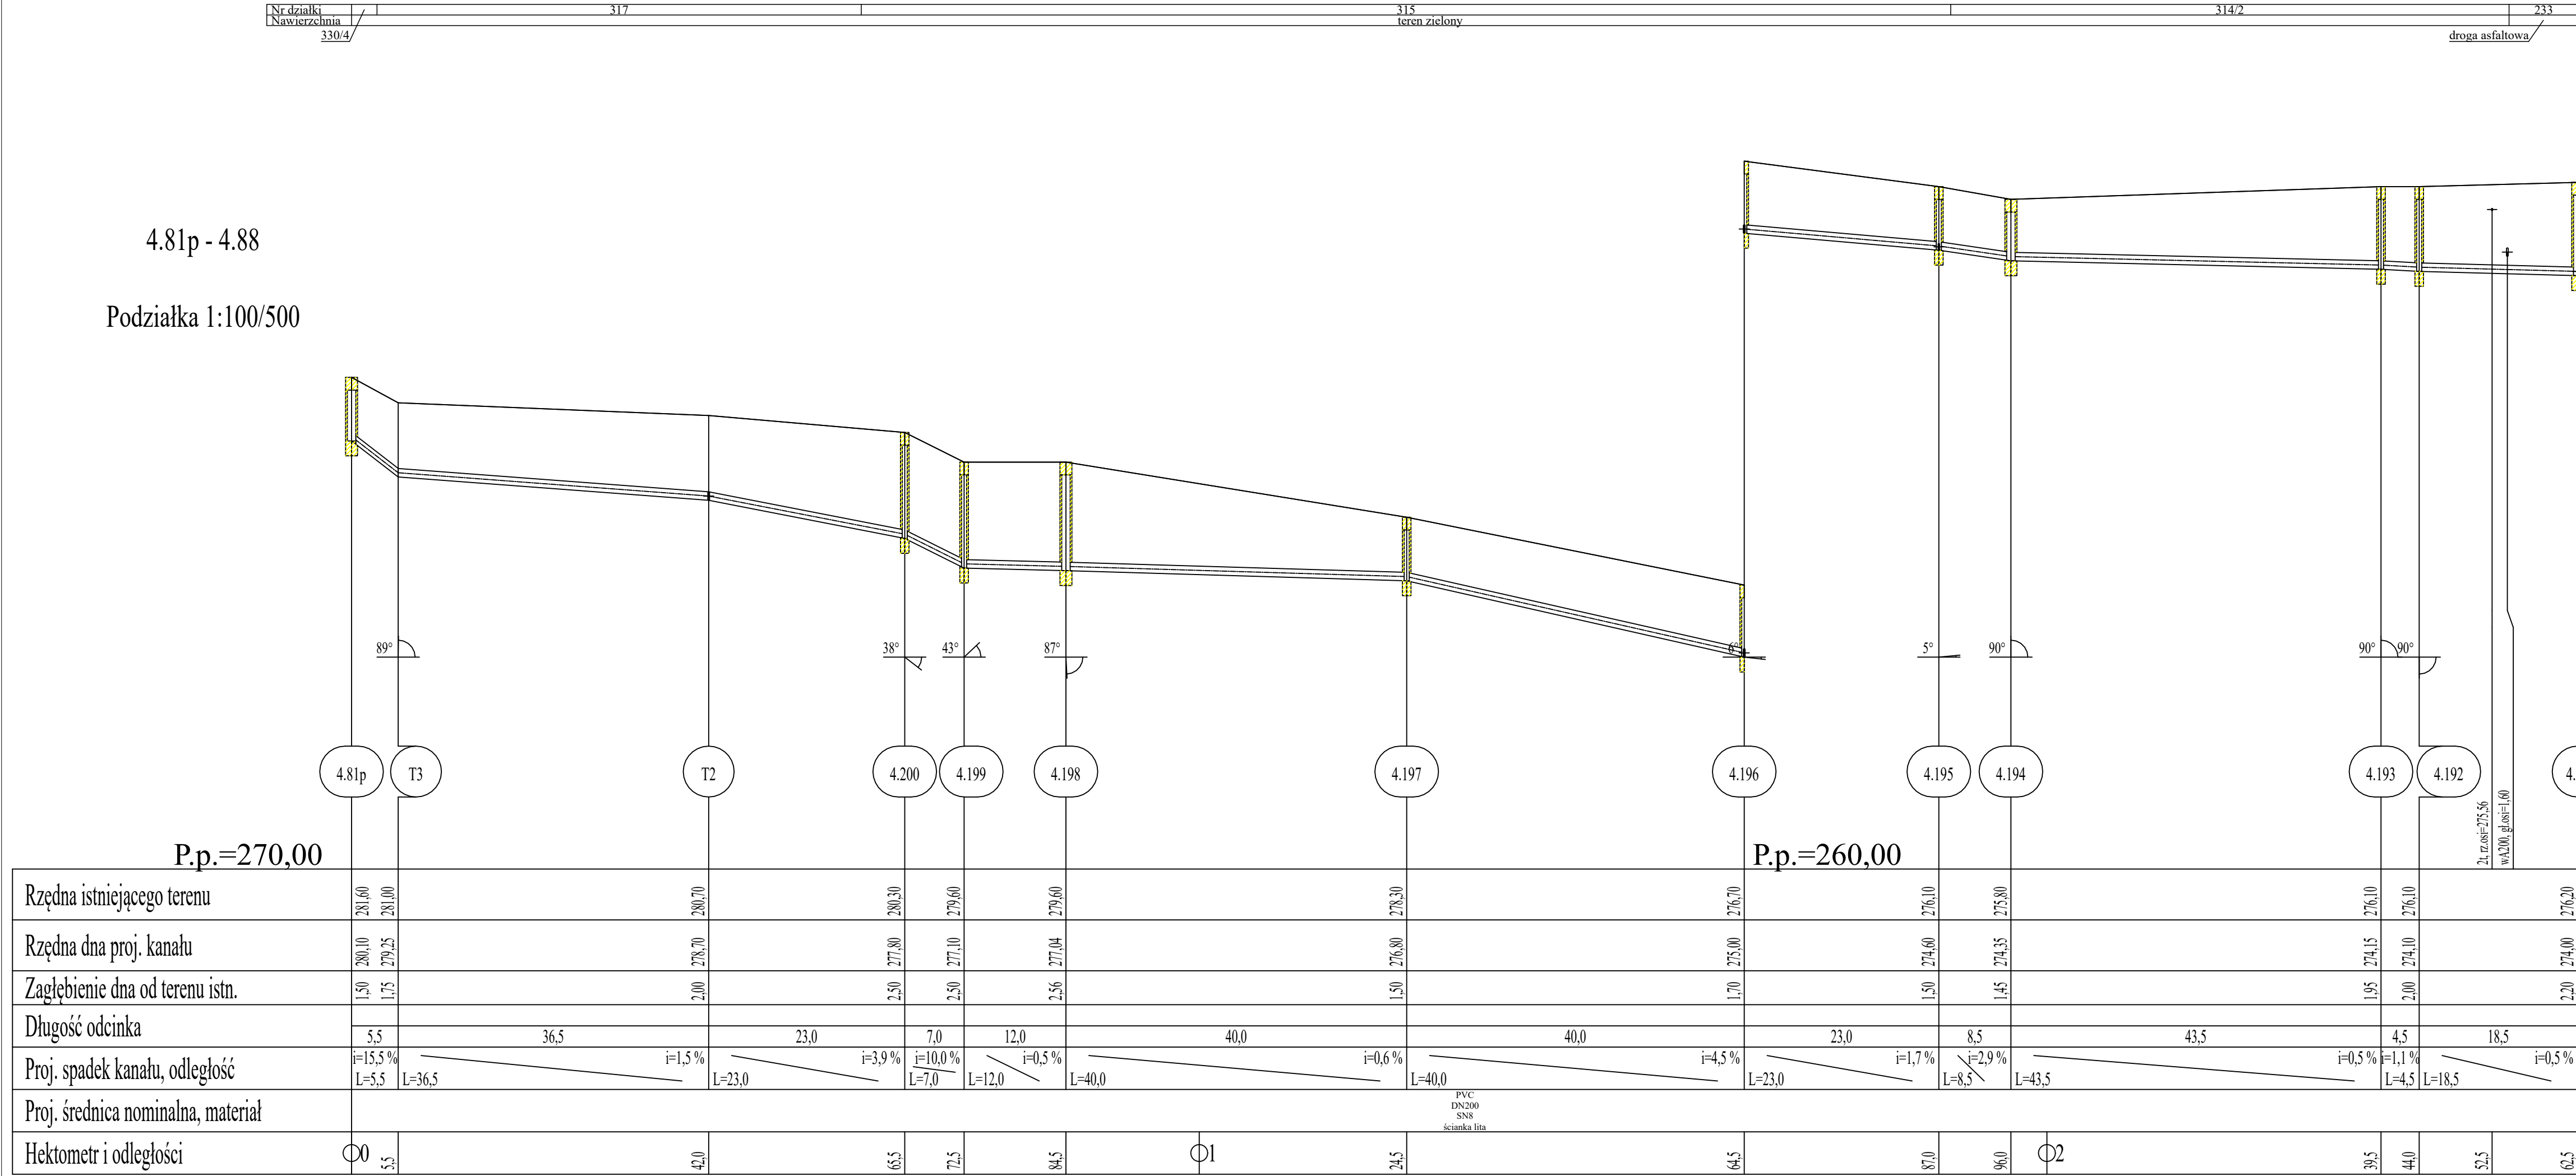 Nr działki 317 315 314/2 233
Nawierzchnia teren zielony
330/4 droga asfaltowa
4.81p - 4.88
Podziałka 1:100/500
89° 38° 43° 87° 6° 5° 90° 90° 90°
4.81p T3 T2 4.200 4.199 4.198 4.197 4.196 4.195 4.194 4.193 4.192
2t, rz.osi=275,56
wA200, gł.osi=1,60
P.p.=270,00 P.p.=260,00
Rzędna istniejącego terenu 281,60 281,00 280,70 280,30 279,60 279,60 278,30 276,70 276,10 275,80 276,10 276,10 276,20
Rzędna dna proj. kanału 280,10 279,25 278,70 277,80 277,10 277,04 276,80 275,00 274,60 274,35 274,15 274,10 274,00
Zagłębienie dna od terenu istn. 1,50 1,75 2,00 2,50 2,50 2,56 1,50 1,70 1,50 1,45 1,95 2,00 2,20
Długość odcinka 5,5 36,5 23,0 7,0 12,0 40,0 40,0 23,0 8,5 43,5 4,5 18,5
Proj. spadek kanału, odległość i=15,5 % i=1,5 % i=3,9 % i=10,0 % i=0,5 % i=0,6 % i=4,5 % i=1,7 % i=2,9 % i=0,5 % i=1,1 % i=0,5 %
L=5,5 L=36,5 L=23,0 L=7,0 L=12,0 L=40,0 L=40,0 L=23,0 L=8,5 L=43,5 L=4,5 L=18,5
Proj. średnica nominalna, materiał
PVC
DN200
SN8
ścianka lita
Hektometr i odległości 0 5,5 42,0 65,5 72,5 84,5 1 24,5 64,5 87,0 96,0 2 39,5 44,0 52,5 62,5